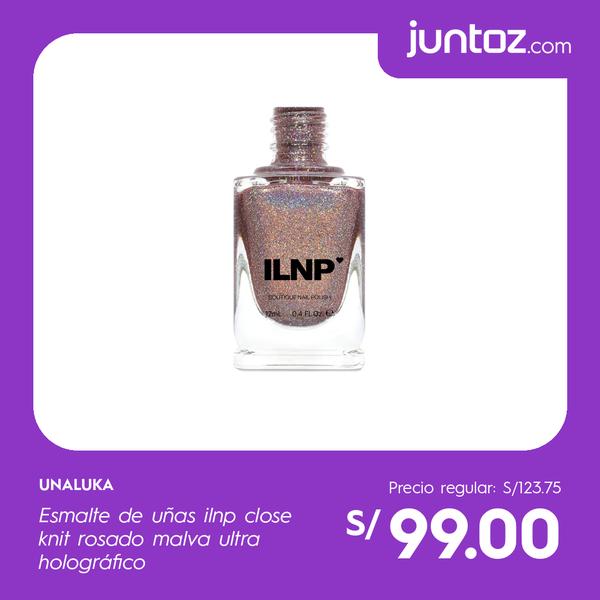 juntoz.com
ILNP
BOUTIQUE NAIL POLISH
12mL 0.4 FL.Oz.
UNALUKA
Esmalte de uñas ilnp close
knit rosado malva ultra
holográfico
Precio regular: S/123.75
S/ 99.00